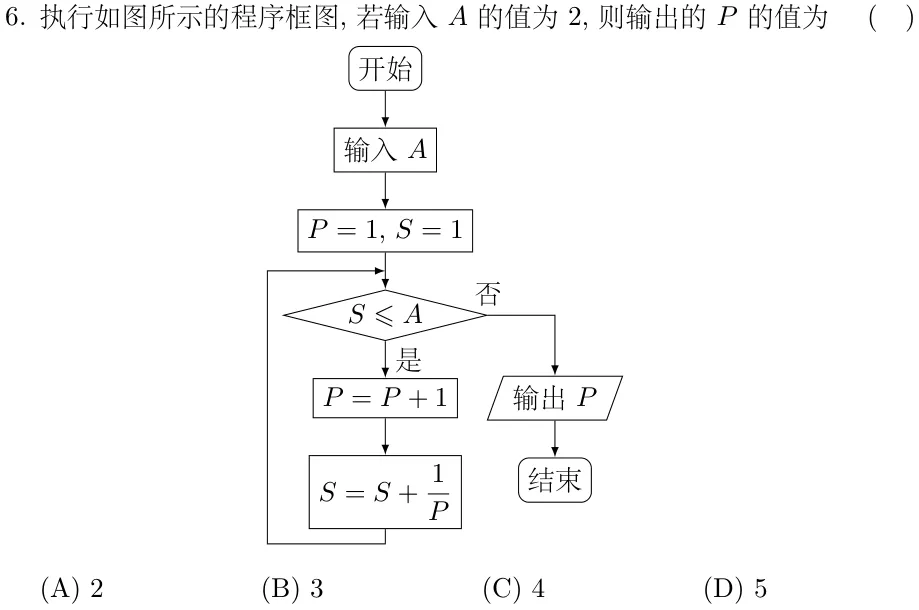 6. 执行如图所示的程序框图, 若输入 A 的值为 2, 则输出的 P 的值为 ( )
开始
输入 A
P = 1, S = 1
S ⩽ A
否
是
P = P + 1
输出 P
S = S + 1/P
结束
(A) 2 (B) 3 (C) 4 (D) 5